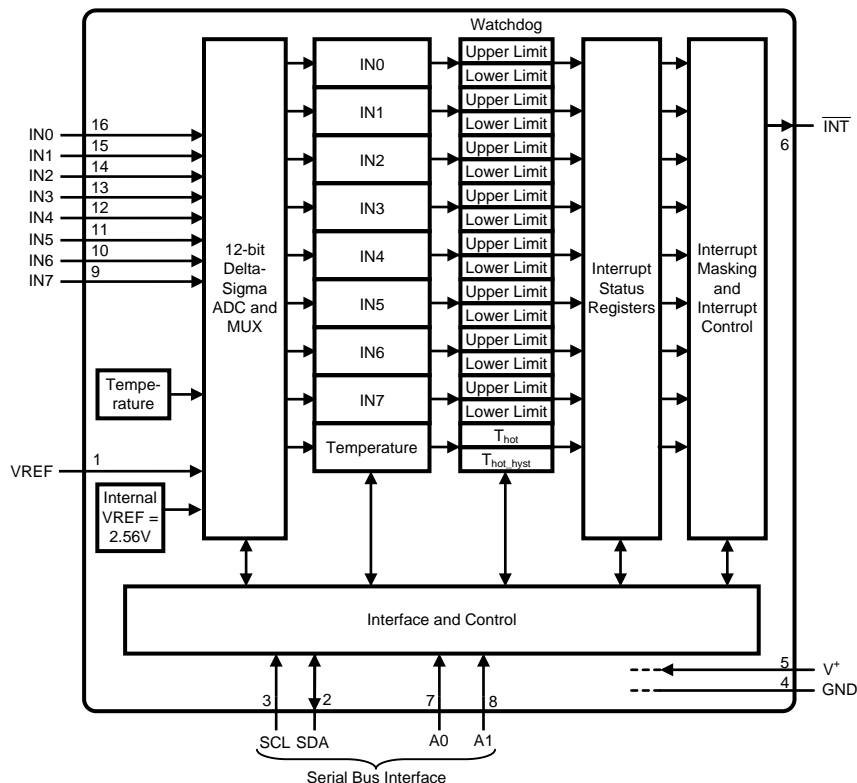 Watchdog
IN0
IN1
IN2
IN3
IN4
IN5
IN6
IN7
16
15
14
13
12
11
10
9
Tempe-
rature
VREF
1
Internal
VREF =
2.56V
12-bit
Delta-
Sigma
ADC and
MUX
IN0
IN1
IN2
IN3
IN4
IN5
IN6
IN7
Temperature
Upper Limit
Lower Limit
Upper Limit
Lower Limit
Upper Limit
Lower Limit
Upper Limit
Lower Limit
Upper Limit
Lower Limit
Upper Limit
Lower Limit
Upper Limit
Lower Limit
Upper Limit
Lower Limit
Thot
Thot_hyst
Interrupt
Status
Registers
Interrupt
Masking
and
Interrupt
Control
INT
6
Interface and Control
5
V+
4
GND
3
2
7
8
SCL
SDA
A0
A1
Serial Bus Interface